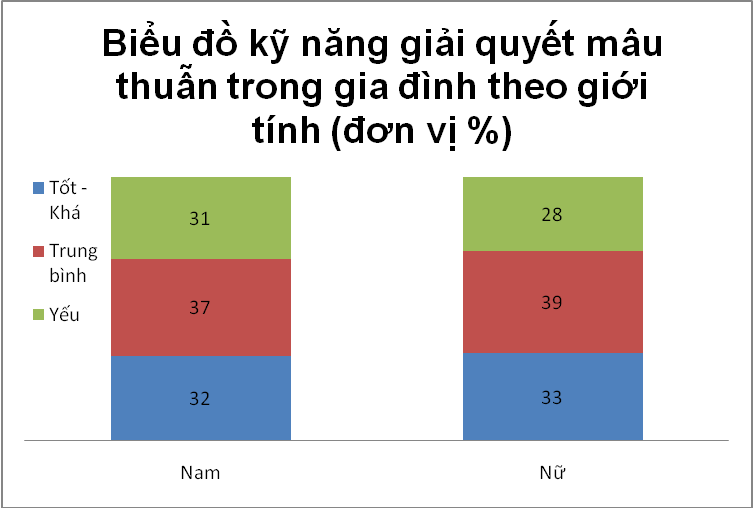 Biểu đồ kỹ năng giải quyết mâu
thuẫn trong gia đình theo giới
tính (đơn vị %)
Tốt -
Khá
Trung
bình
Yếu
31
37
32
28
39
33
Nam
Nữ